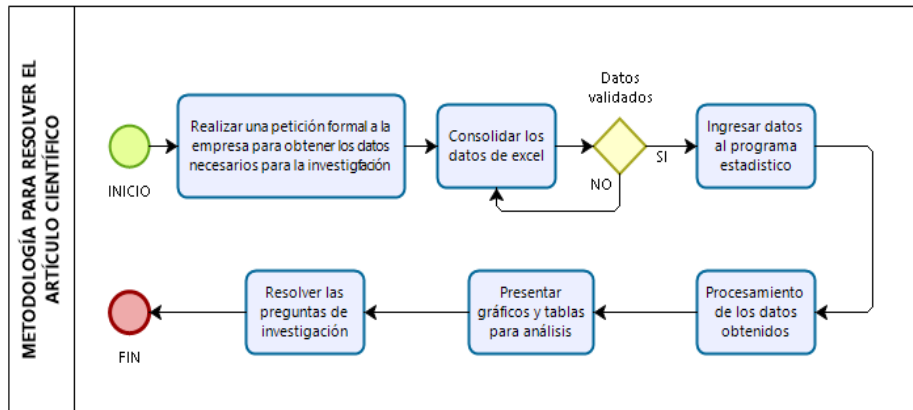 METODOLOGÍA PARA RESOLVER EL
ARTÍCULO CIENTÍFICO
INICIO
Realizar una petición formal a la
empresa para obtener los datos
necesarios para la investigfación
Consolidar los
datos de excel
Datos
validados
SI
NO
Ingresar datos
al programa
estadistico
Procesamiento
de los datos
obtenidos
Presentar
gráficos y tablas
para análisis
Resolver las
preguntas de
investigación
FIN